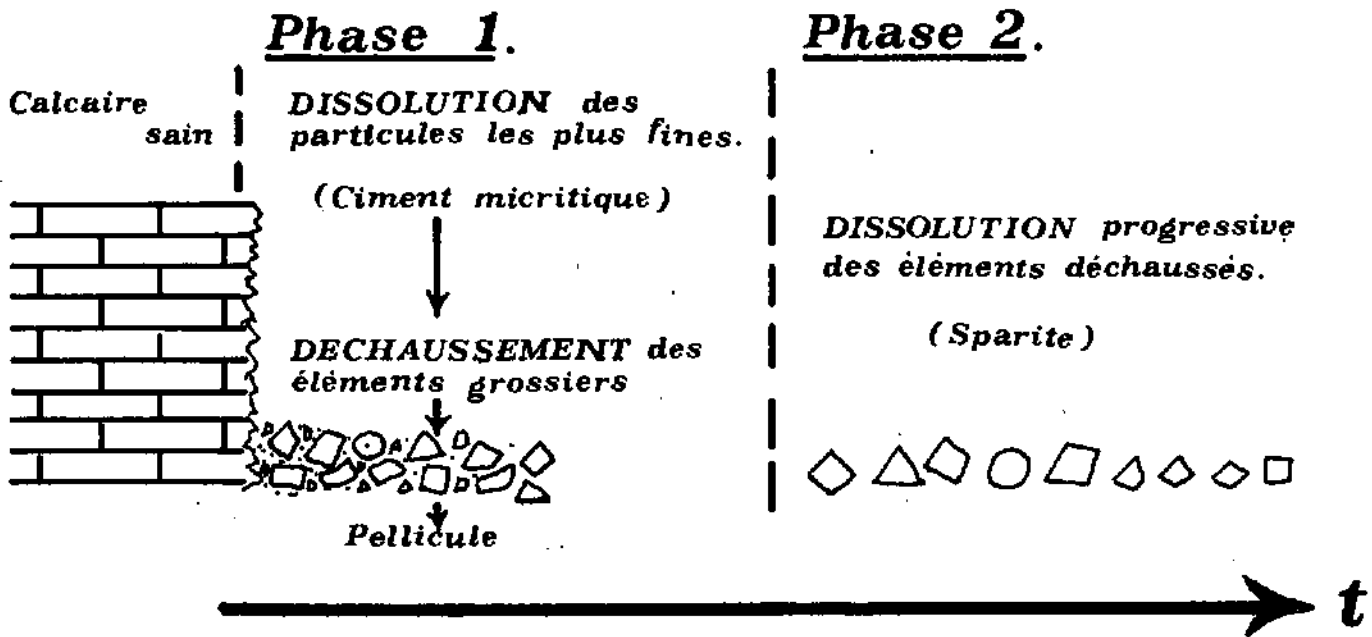 Phase 1.
Phase 2.
Calcaire
sain
DISSOLUTION des
particules les plus fines.
(Ciment micritique)
DECHAUSSEMENT des
éléments grossiers
Pellicule
DISSOLUTION progressive
des éléments déchaussés.
(Sparite)
t